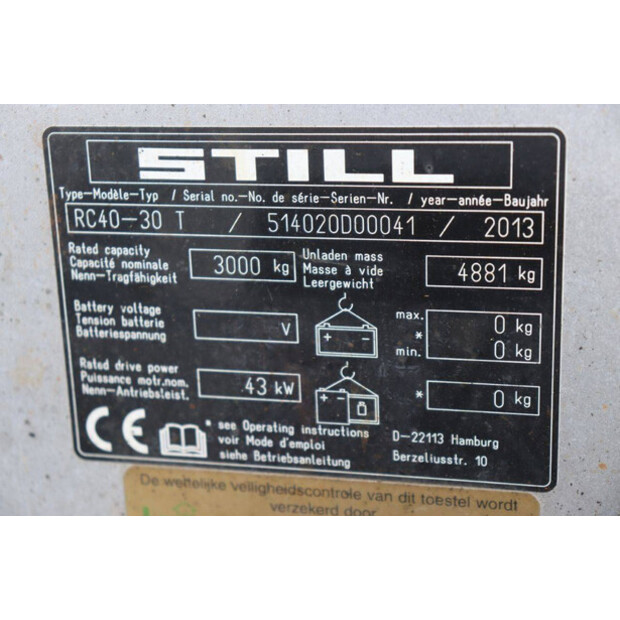 STILL
Type-Modèle-Typ / Serial no.-No. de série-Serien-Nr. / year-année-Baujahr
RC40-30 T / 514020D00041 / 2013
Rated capacity
Capacité nominale
Nenn-Tragfähigkeit
3000 kg
Unladen mass
Masse à vide
Leergewicht
4881 kg
Battery voltage
Tension batterie
Batteriespannung
V
+ -
max.
*
min.
0 kg
0 kg
Rated drive power
Puissance motr.nom.
Nenn-Antriebsleist.
43 kW
+ -
* 0 kg
CE
* see Operating instructions
voir Mode d'emploi
siehe Betriebsanleitung
D-22113 Hamburg
Berzeliusstr. 10
De wettelijke veiligheidscontrole van dit toestel wordt
verzekerd door